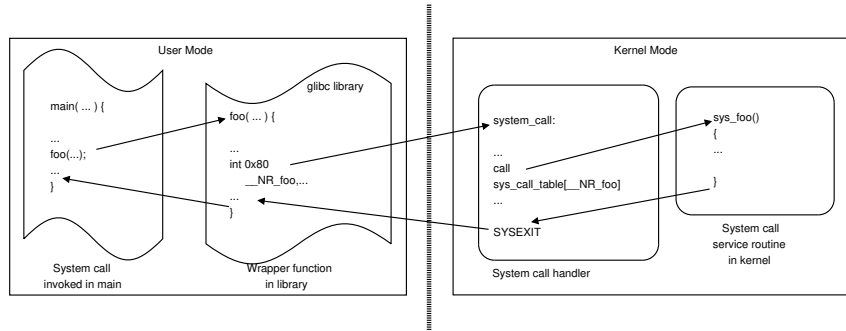 User Mode
main( ... ) {
...
foo(...);
...
}
System call
invoked in main
glibc library
foo( ... ) {
...
int 0x80
__NR_foo,...
...
}
Wrapper function
in library
Kernel Mode
system_call:
...
call
sys_call_table[__NR_foo]
...
SYSEXIT
System call handler
sys_foo()
{
...
}
System call
service routine
in kernel